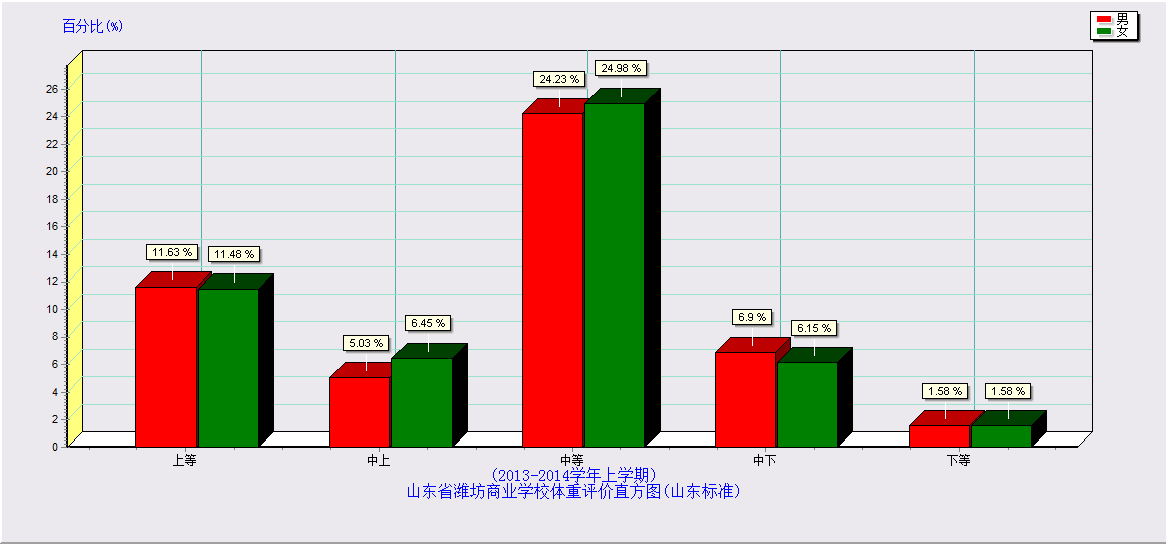 百分比(%)
男
女
26
24
22
20
18
16
14
12
10
8
6
4
2
0
11.63 %
11.48 %
5.03 %
6.45 %
24.23 %
24.98 %
6.9 %
6.15 %
1.58 %
1.58 %
上等
中上
中等
中下
下等
(2013-2014学年上学期)
山东省潍坊商业学校体重评价直方图(山东标准)